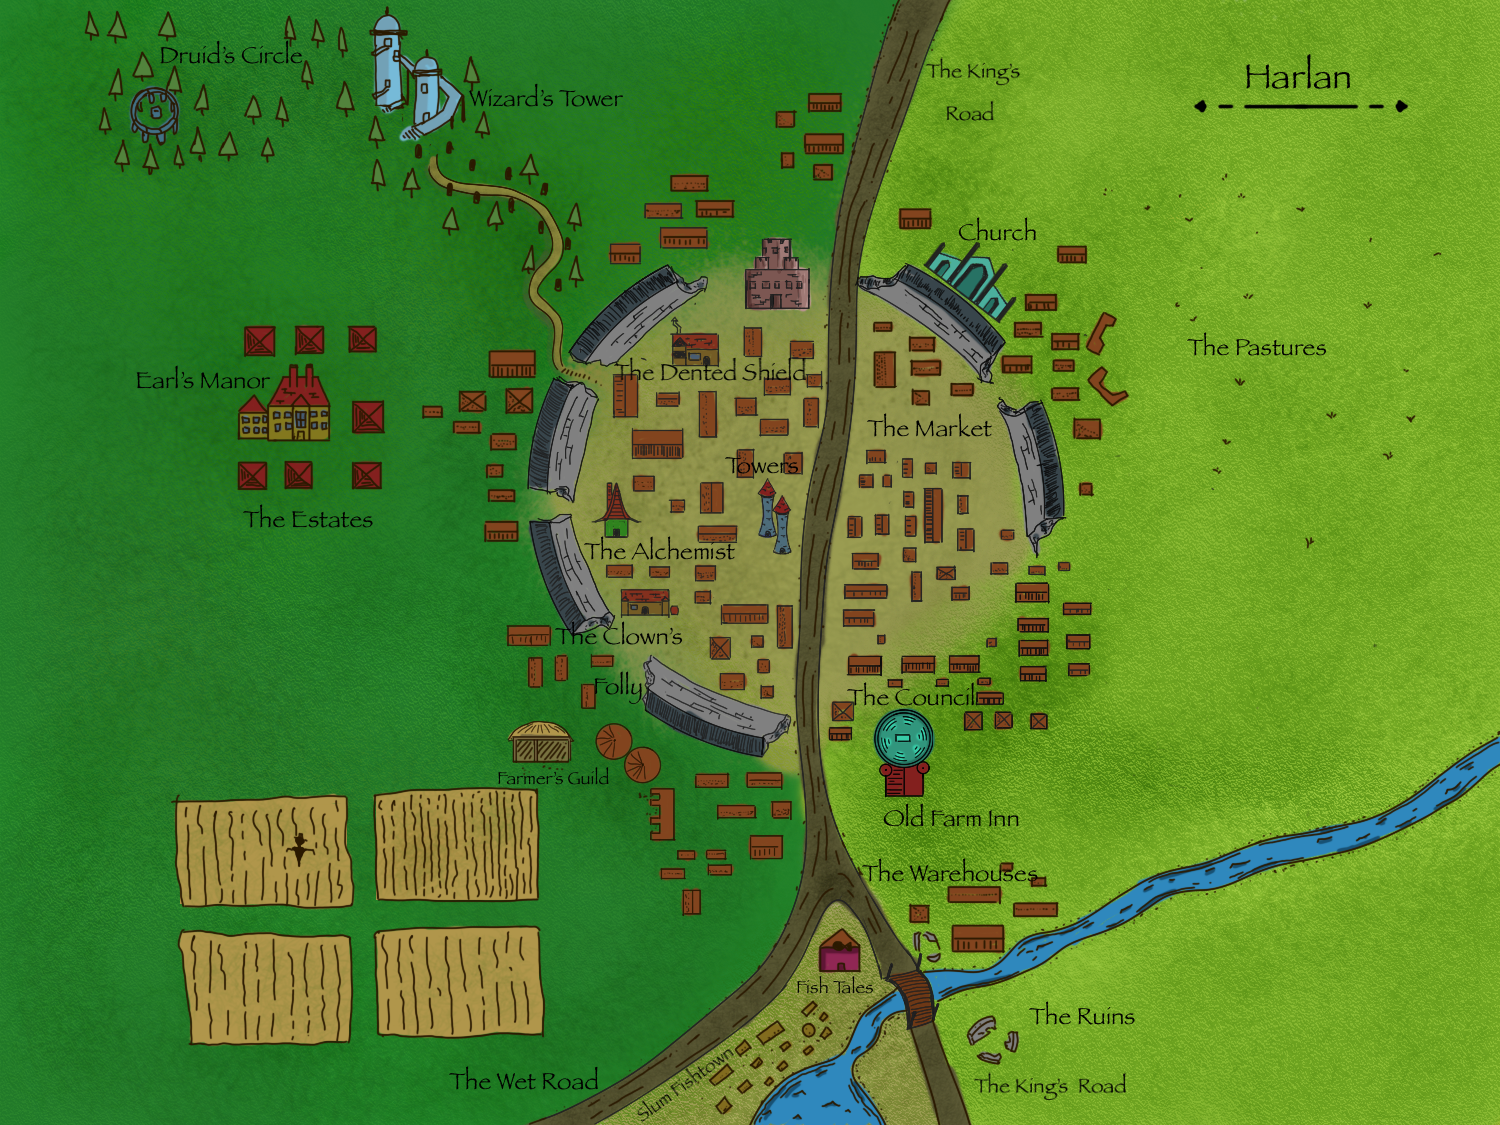 Druid's Circle
Wizard's Tower
The King's
Road
Harlan
Church
The Pastures
Earl's Manor
The Dented Shield
The Market
Towers
The Estates
The Alchemist
The Clown's
Folly
The Council
Farmer's Guild
Old Farm Inn
The Warehouses
Fish Tales
The Ruins
Slum Fishtown
The Wet Road
The King's Road